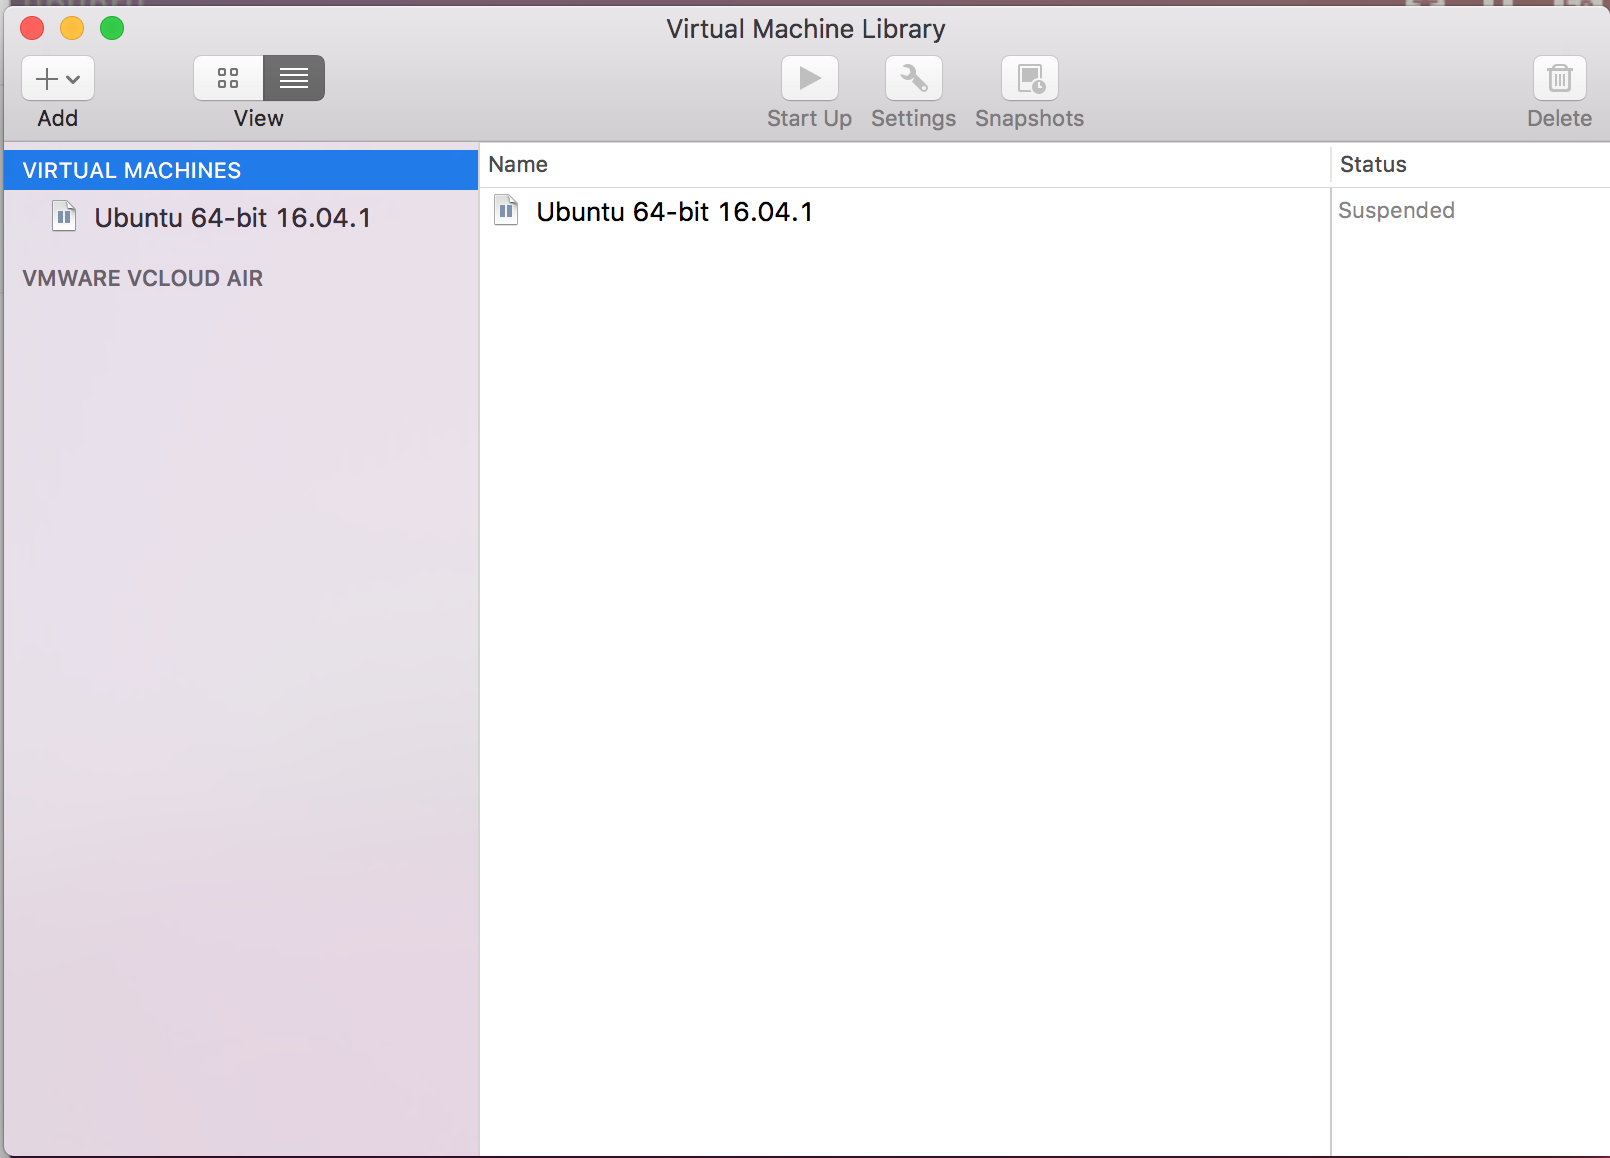 Virtual Machine Library
Add
View
Start Up
Settings
Snapshots
Delete
VIRTUAL MACHINES
Ubuntu 64-bit 16.04.1
VMWARE VCLOUD AIR
Name
Status
Ubuntu 64-bit 16.04.1
Suspended